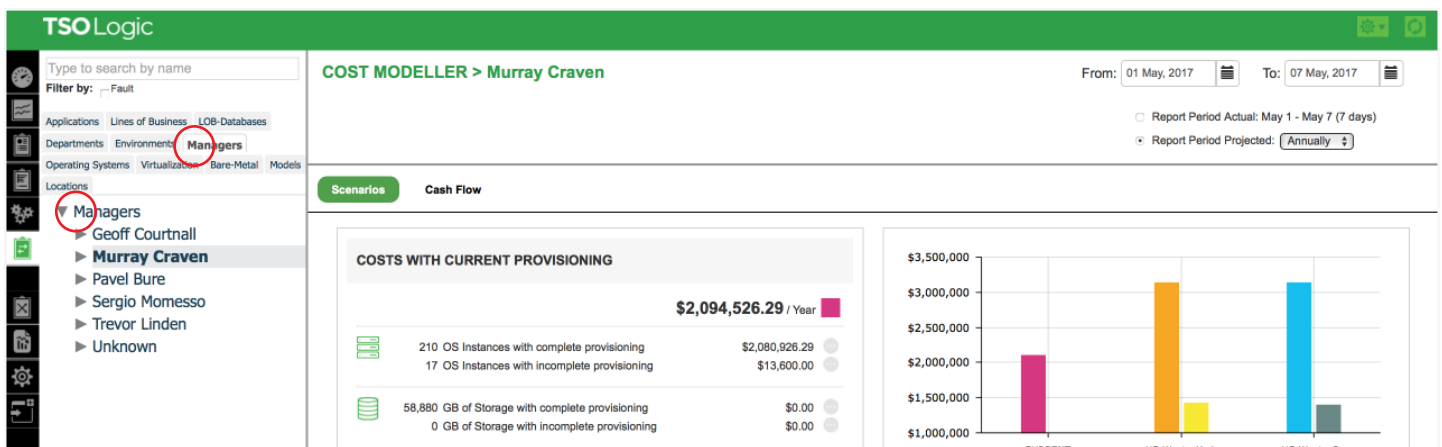 TSO Logic
Type to search by name
Filter by: Fault
Applications Lines of Business LOB-Databases
Departments Environments Managers
Operating Systems Virtualization Bare-Metal Models
Locations
Managers
Geoff Courtnall
Murray Craven
Pavel Bure
Sergio Momesso
Trevor Linden
Unknown
COST MODELLER > Murray Craven
From: 01 May, 2017 To: 07 May, 2017
Report Period Actual: May 1 - May 7 (7 days)
Report Period Projected: Annually
Scenarios Cash Flow
COSTS WITH CURRENT PROVISIONING
$2,094,526.29 / Year
210 OS Instances with complete provisioning $2,080,926.29
17 OS Instances with incomplete provisioning $13,600.00
58,880 GB of Storage with complete provisioning $0.00
0 GB of Storage with incomplete provisioning $0.00
$3,500,000
$3,000,000
$2,500,000
$2,000,000
$1,500,000
$1,000,000